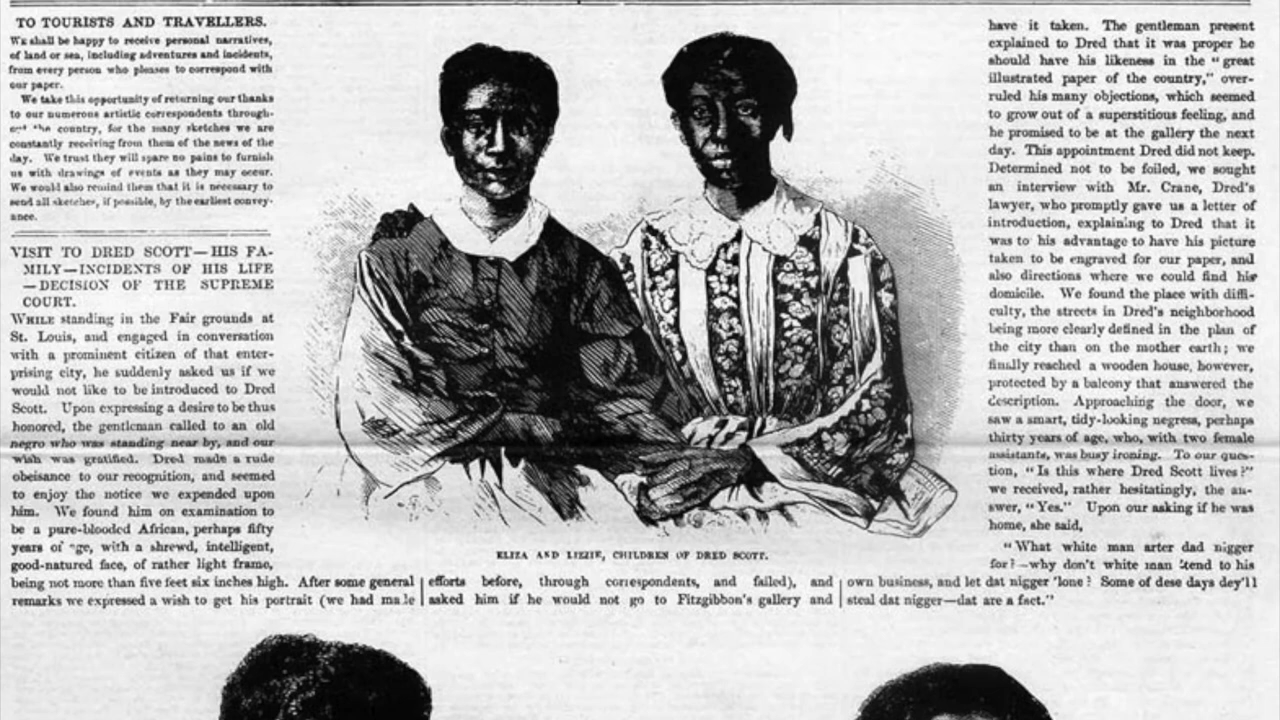 TO TOURISTS AND TRAVELLERS.
WE shall be happy to receive personal narratives,
of land or sea, including adventures and incidents,
from every person who pleases to correspond with
our paper.
We take this opportunity of returning our thanks
to our numerous artistic correspondents through-
out the country, for the many sketches we are
constantly receiving from them of the news of the
day. We trust they will spare no pains to furnish
us with drawings of events as they may occur.
We would also remind them that it is necessary to
send all sketches, if possible, by the earliest convey-
ance.
VISIT TO DRED SCOTT—HIS FA-
MILY—INCIDENTS OF HIS LIFE
—DECISION OF THE SUPREME
COURT.
WHILE standing in the Fair grounds at
St. Louis, and engaged in conversation
with a prominent citizen of that enter-
prising city, he suddenly asked us if we
would not like to be introduced to Dred
Scott. Upon expressing a desire to be thus
honored, the gentleman called to an old
negro who was standing near by, and our
wish was gratified. Dred made a rude
obeisance to our recognition, and seemed
to enjoy the notice we expended upon
him. We found him on examination to
be a pure-blooded African, perhaps fifty
years of age, with a shrewd, intelligent,
good-natured face, of rather light frame,
being not more than five feet six inches high. After some general
remarks we expressed a wish to get his portrait (we had made
ELIZA AND LIZZIE, CHILDREN OF DRED SCOTT.
efforts before, through correspondents, and failed), and
asked him if he would not go to Fitzgibbon's gallery and
have it taken. The gentleman present
explained to Dred that it was proper he
should have his likeness in the "great
illustrated paper of the country," over-
ruled his many objections, which seemed
to grow out of a superstitious feeling, and
he promised to be at the gallery the next
day. This appointment Dred did not keep.
Determined not to be foiled, we sought
an interview with Mr. Crane, Dred's
lawyer, who promptly gave us a letter of
introduction, explaining to Dred that it
was to his advantage to have his picture
taken to be engraved for our paper, and
also directions where we could find his
domicile. We found the place with diffi-
culty, the streets in Dred's neighborhood
being more clearly defined in the plan of
the city than on the mother earth; we
finally reached a wooden house, however,
protected by a balcony that answered the
description. Approaching the door, we
saw a smart, tidy-looking negress, perhaps
thirty years of age, who, with two female
assistants, was busy ironing. To our ques-
tion, "Is this where Dred Scott lives?"
we received, rather hesitatingly, the an-
swer, "Yes." Upon our asking if he was
home, she said,
"What white man arter dad nigger
for?—why don't white man 'tend to his
own business, and let dat nigger 'lone? Some of dese days dey'll
steal dat nigger—dat are a fact."